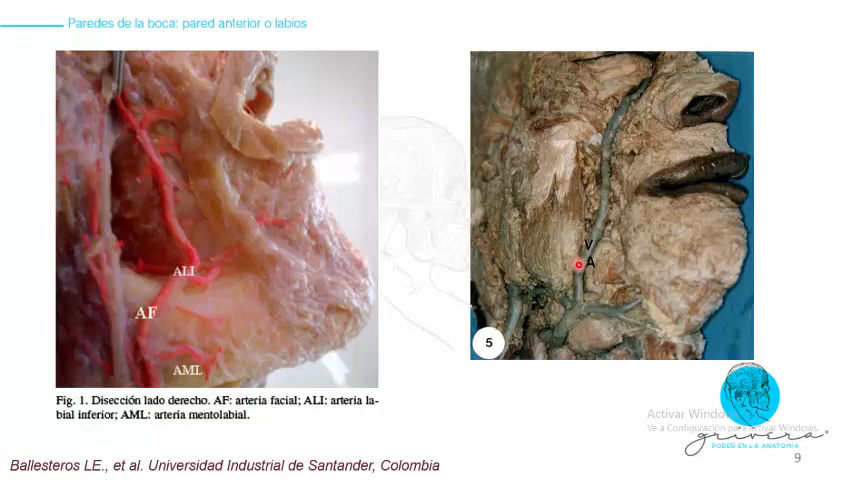 Paredes de la boca: pared anterior o labios
ALI
AF
AML
V
A
5
Fig. 1. Disección lado derecho. AF: arteria facial; ALI: arteria la-
bial inferior; AML: arteria mentolabial.
Activar Windo
Ve a Configuración para activar Windows.
grivera
PODER EN LA ANATOMÍA
9
Ballesteros LE., et al. Universidad Industrial de Santander, Colombia